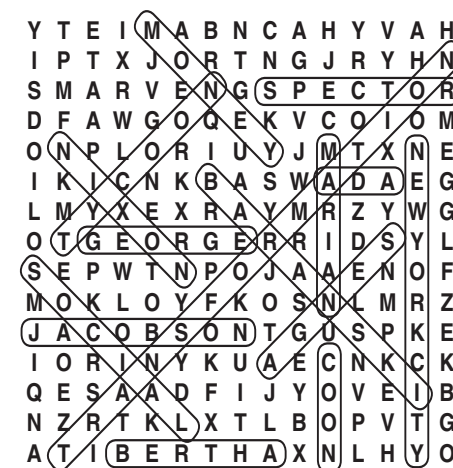 Y T E I M A B N C A H Y V A H
I P T X J O R T N G J R Y H N
S M A R V E N G S P E C T O R
D F A W G O Q E K V C O I O M
O N P L O R I U Y J M T X N E
I K I C N K B A S W A D A E G
L M Y X E X R A Y M R Z Y W G
O T G E O R G E R R I D S Y L
S E P W T N P O J A A E N O F
M O K L O Y F K O S N L M R Z
J A C O B S O N T G U S P K E
I O R I N Y K U A E C N K C K
Q E S A A D F I J Y O V E I B
N Z R T K L X T L B O P V T G
A T I B E R T H A X N L H Y O